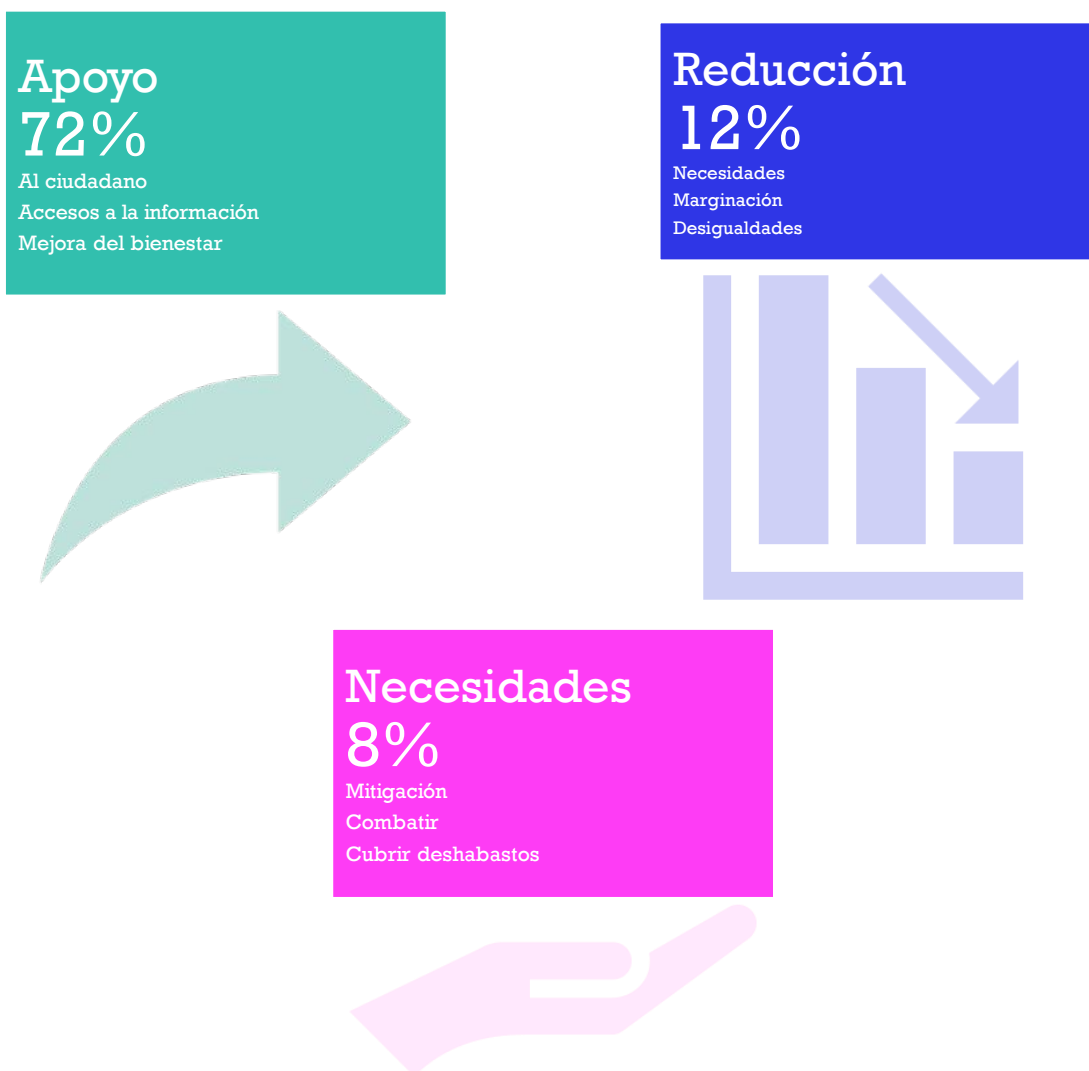 Apoyo
72%
Al ciudadano
Accesos a la información
Mejora del bienestar
Reducción
12%
Necesidades
Marginación
Desigualdades
Necesidades
8%
Mitigación
Combatir
Cubrir deshabastos